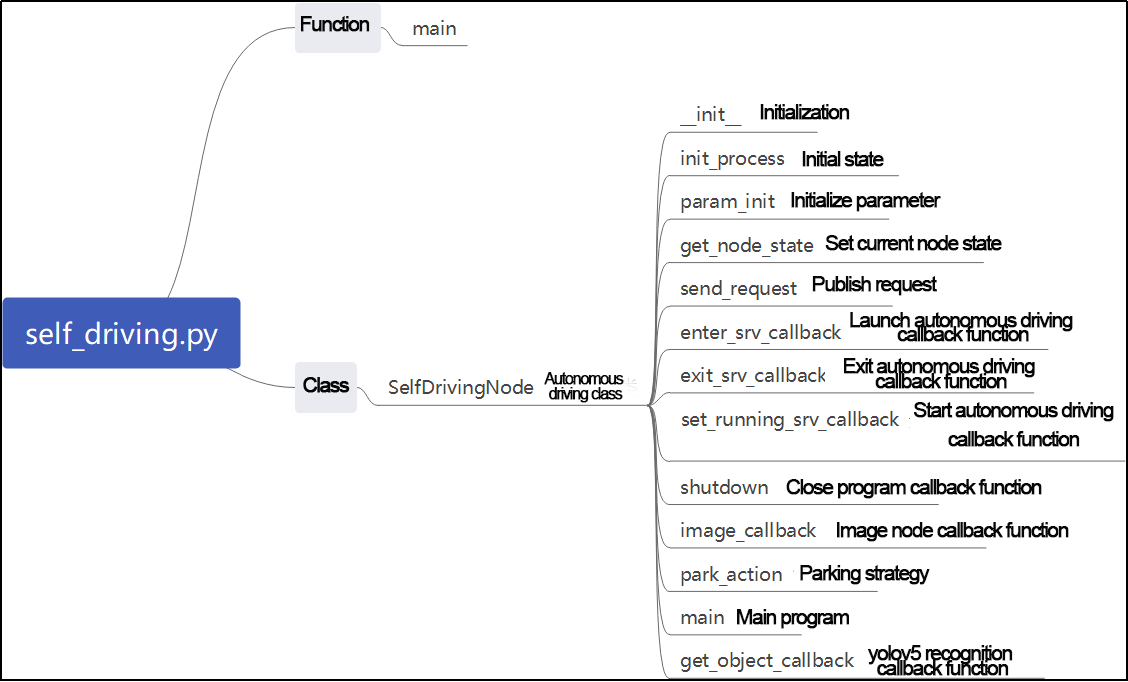 Function
main
__init__ Initialization
init_process Initial state
param_init Initialize parameter
get_node_state Set current node state
send_request Publish request
enter_srv_callback Launch autonomous driving
callback function
self_driving.py
exit_srv_callback Exit autonomous driving
callback function
Class
SelfDrivingNode Autonomous
driving class
set_running_srv_callback Start autonomous driving
callback function
shutdown Close program callback function
image_callback Image node callback function
park_action Parking strategy
main Main program
get_object_callback yolov5 recognition
callback function